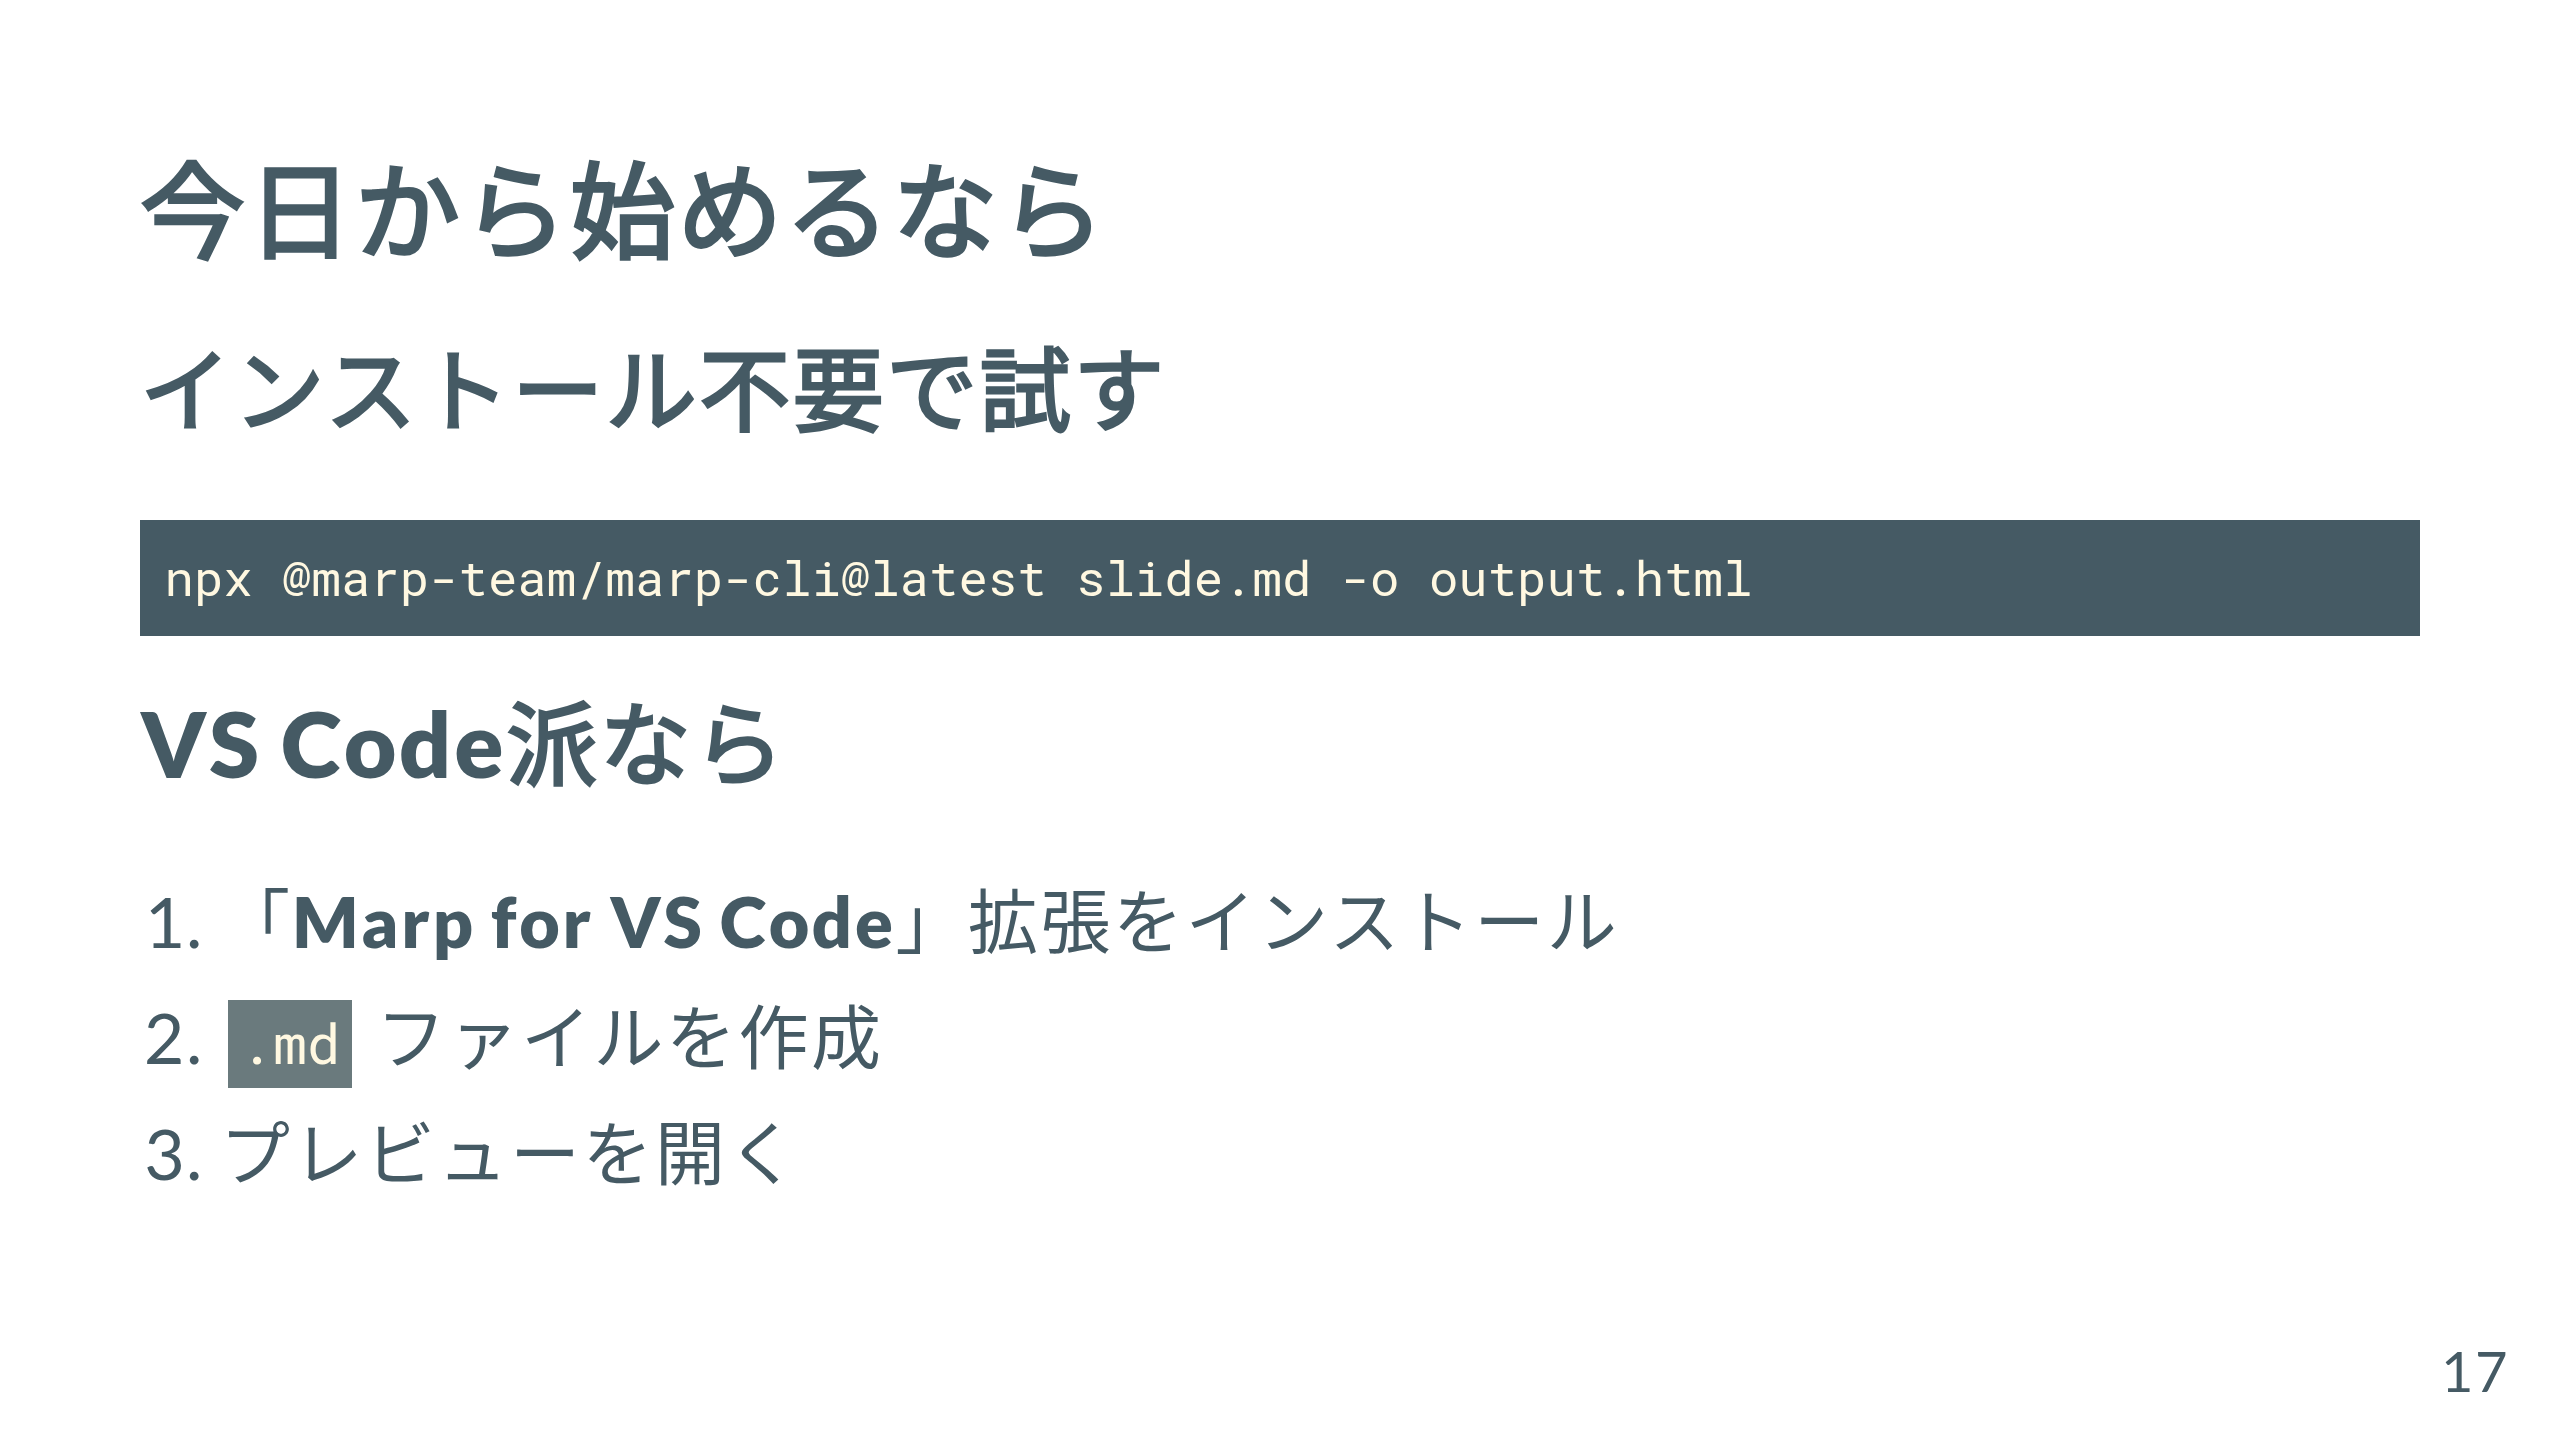 今日から始めるなら
インストール不要で試す
npx @marp-team/marp-cli@latest slide.md -o output.html
VS Code派なら
1. 「Marp for VS Code」拡張をインストール
2. .md ファイルを作成
3. プレビューを開く
17